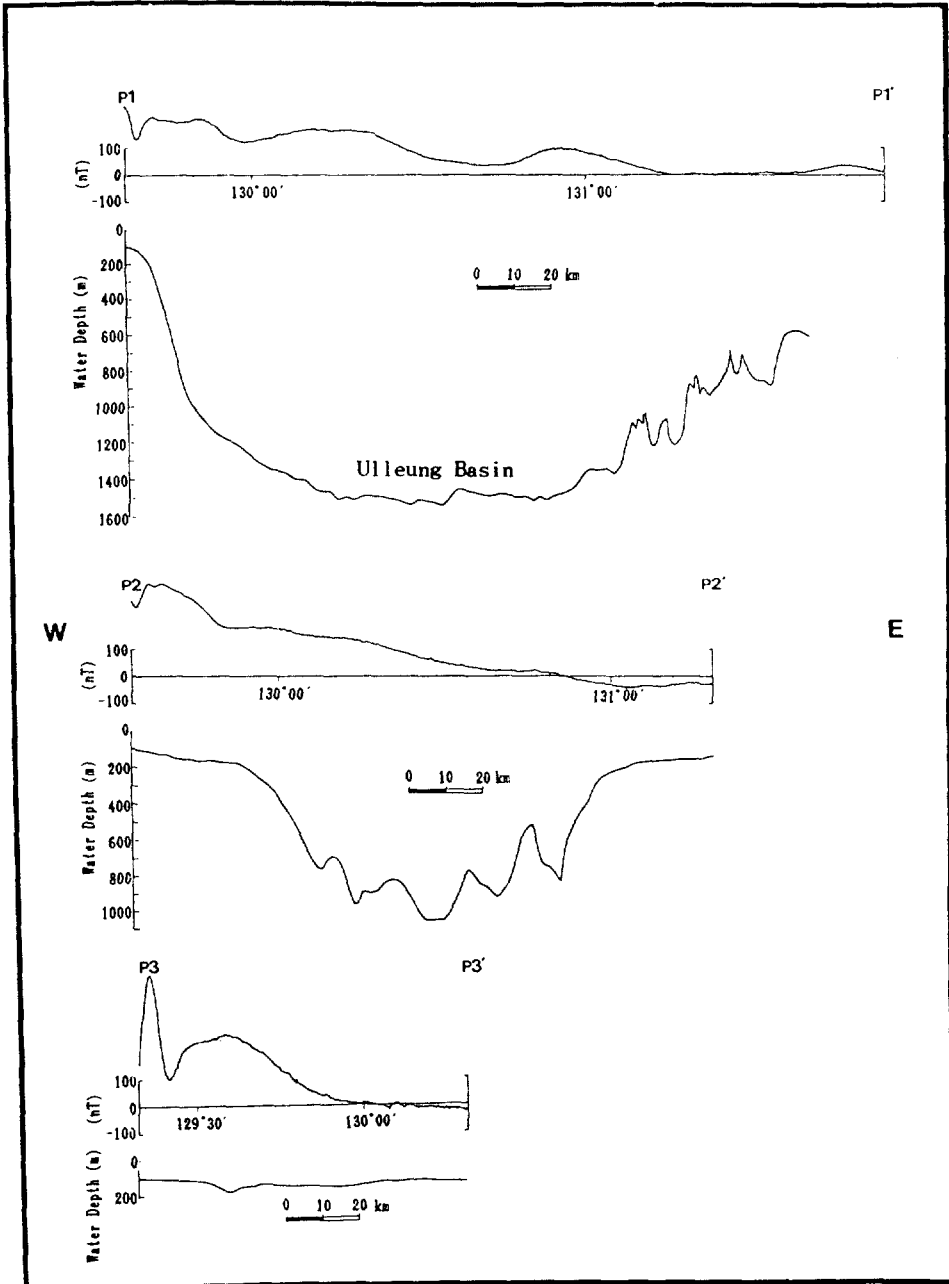 P1 P1'
100
0
-100
(nT)
130°00' 131°00'
0
200
400
600
800
1000
1200
1400
1600
Water Depth (m)
0 10 20 km
Ulleung Basin
P2 P2'
W E
100
0
-100
(nT)
130°00' 131°00'
0
200
400
600
800
1000
Water Depth (m)
0 10 20 km
P3 P3'
100
0
-100
(nT)
129°30' 130°00'
0
200
Water Depth (m)
0 10 20 km